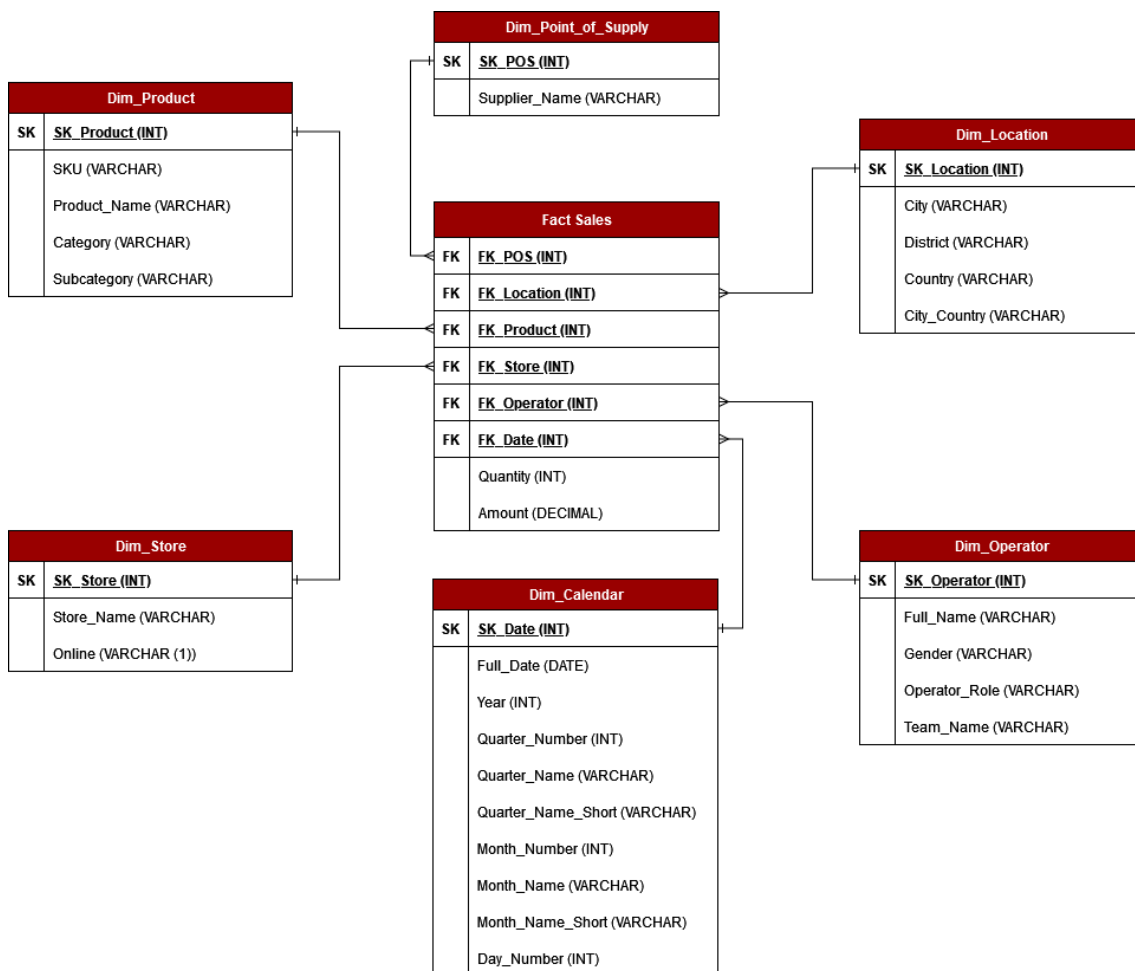 Dim_Point_of_Supply
SK SK_POS (INT)
Supplier_Name (VARCHAR)
Dim_Product
SK SK_Product (INT)
SKU (VARCHAR)
Product_Name (VARCHAR)
Category (VARCHAR)
Subcategory (VARCHAR)
Dim_Location
SK SK_Location (INT)
City (VARCHAR)
District (VARCHAR)
Country (VARCHAR)
City_Country (VARCHAR)
Fact Sales
FK FK_POS (INT)
FK FK_Location (INT)
FK FK_Product (INT)
FK FK_Store (INT)
FK FK_Operator (INT)
FK FK_Date (INT)
Quantity (INT)
Amount (DECIMAL)
Dim_Store
SK SK_Store (INT)
Store_Name (VARCHAR)
Online (VARCHAR (1))
Dim_Calendar
SK SK_Date (INT)
Full_Date (DATE)
Year (INT)
Quarter_Number (INT)
Quarter_Name (VARCHAR)
Quarter_Name_Short (VARCHAR)
Month_Number (INT)
Month_Name (VARCHAR)
Month_Name_Short (VARCHAR)
Day_Number (INT)
Dim_Operator
SK SK_Operator (INT)
Full_Name (VARCHAR)
Gender (VARCHAR)
Operator_Role (VARCHAR)
Team_Name (VARCHAR)